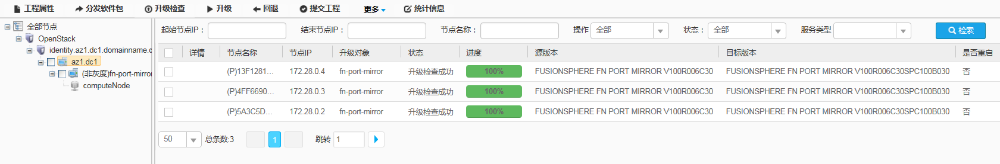 工程属性 分发软件包 升级检查 升级 回退 提交工程 更多 统计信息
全部节点
OpenStack
identity.az1.dc1.domainname.c
az1.dc1
(非灰度)fn-port-mirror
computeNode
起始节点IP： 结束节点IP： 节点名称： 操作 全部 状态： 全部 服务类型 检索
详情 节点名称 节点IP 升级对象 状态 进度 源版本 目标版本 是否重启
(P)13F1281... 172.28.0.4 fn-port-mirror 升级检查成功 100% FUSIONSPHERE FN PORT MIRROR V100R006C30 FUSIONSPHERE FN PORT MIRROR V100R006C30SPC100B030 否
(P)4FF6690... 172.28.0.3 fn-port-mirror 升级检查成功 100% FUSIONSPHERE FN PORT MIRROR V100R006C30 FUSIONSPHERE FN PORT MIRROR V100R006C30SPC100B030 否
(P)5A3C5D... 172.28.0.2 fn-port-mirror 升级检查成功 100% FUSIONSPHERE FN PORT MIRROR V100R006C30 FUSIONSPHERE FN PORT MIRROR V100R006C30SPC100B030 否
50 总条数:3 1 跳转 1